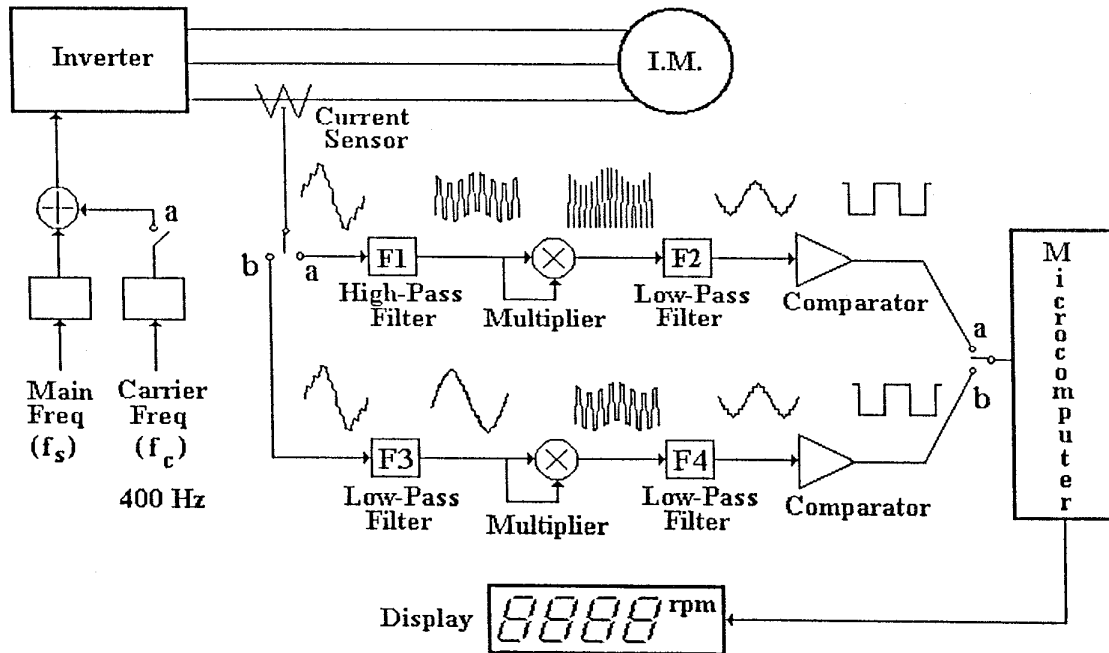 Inverter
I.M.
Current
Sensor
a
b
a
F1
High-Pass
Filter
Multiplier
F2
Low-Pass
Filter
Comparator
a
b
Microcomputer
Main
Freq
(fs)
Carrier
Freq
(fc)
400 Hz
F3
Low-Pass
Filter
Multiplier
F4
Low-Pass
Filter
Comparator
Display
8888 rpm